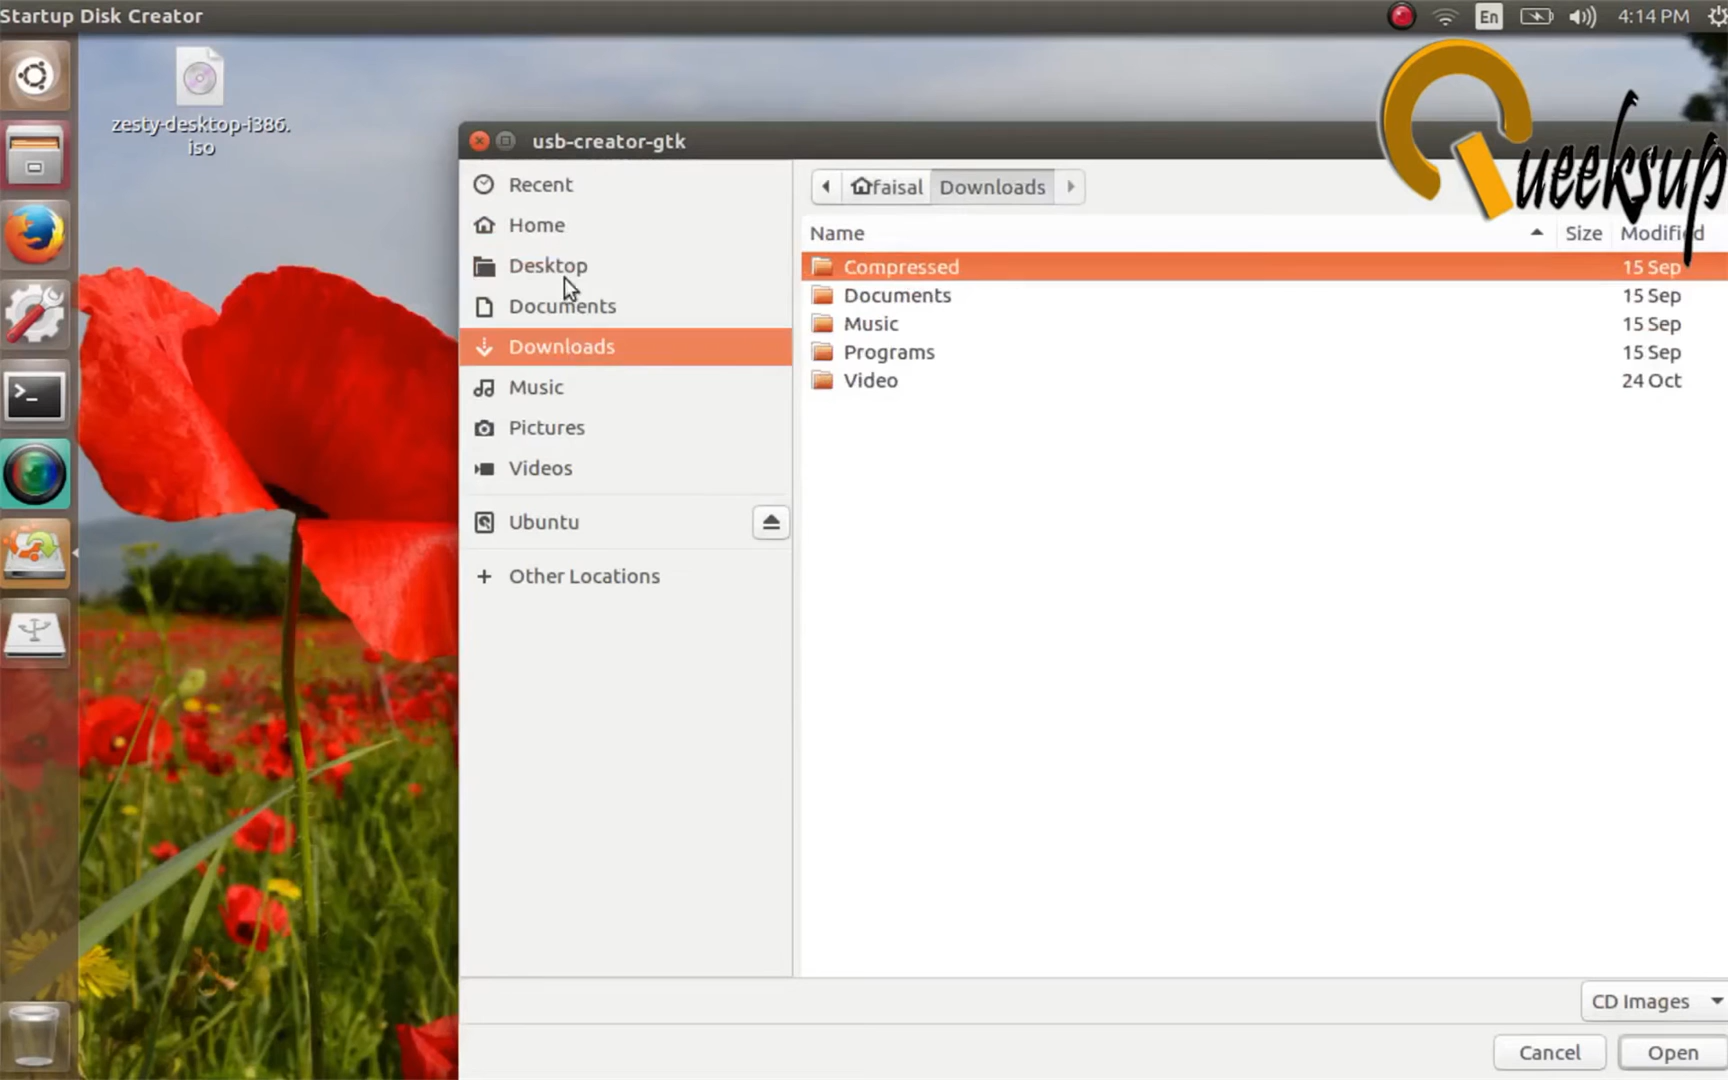 Startup Disk Creator
En
4:14 PM
zesty-desktop-i386.
iso
Queeksup
usb-creator-gtk
Recent
Home
Desktop
Documents
Downloads
Music
Pictures
Videos
Ubuntu
Other Locations
faisal
Downloads
Name
Size
Modified
Compressed
15 Sep
Documents
15 Sep
Music
15 Sep
Programs
15 Sep
Video
24 Oct
CD Images
Cancel
Open